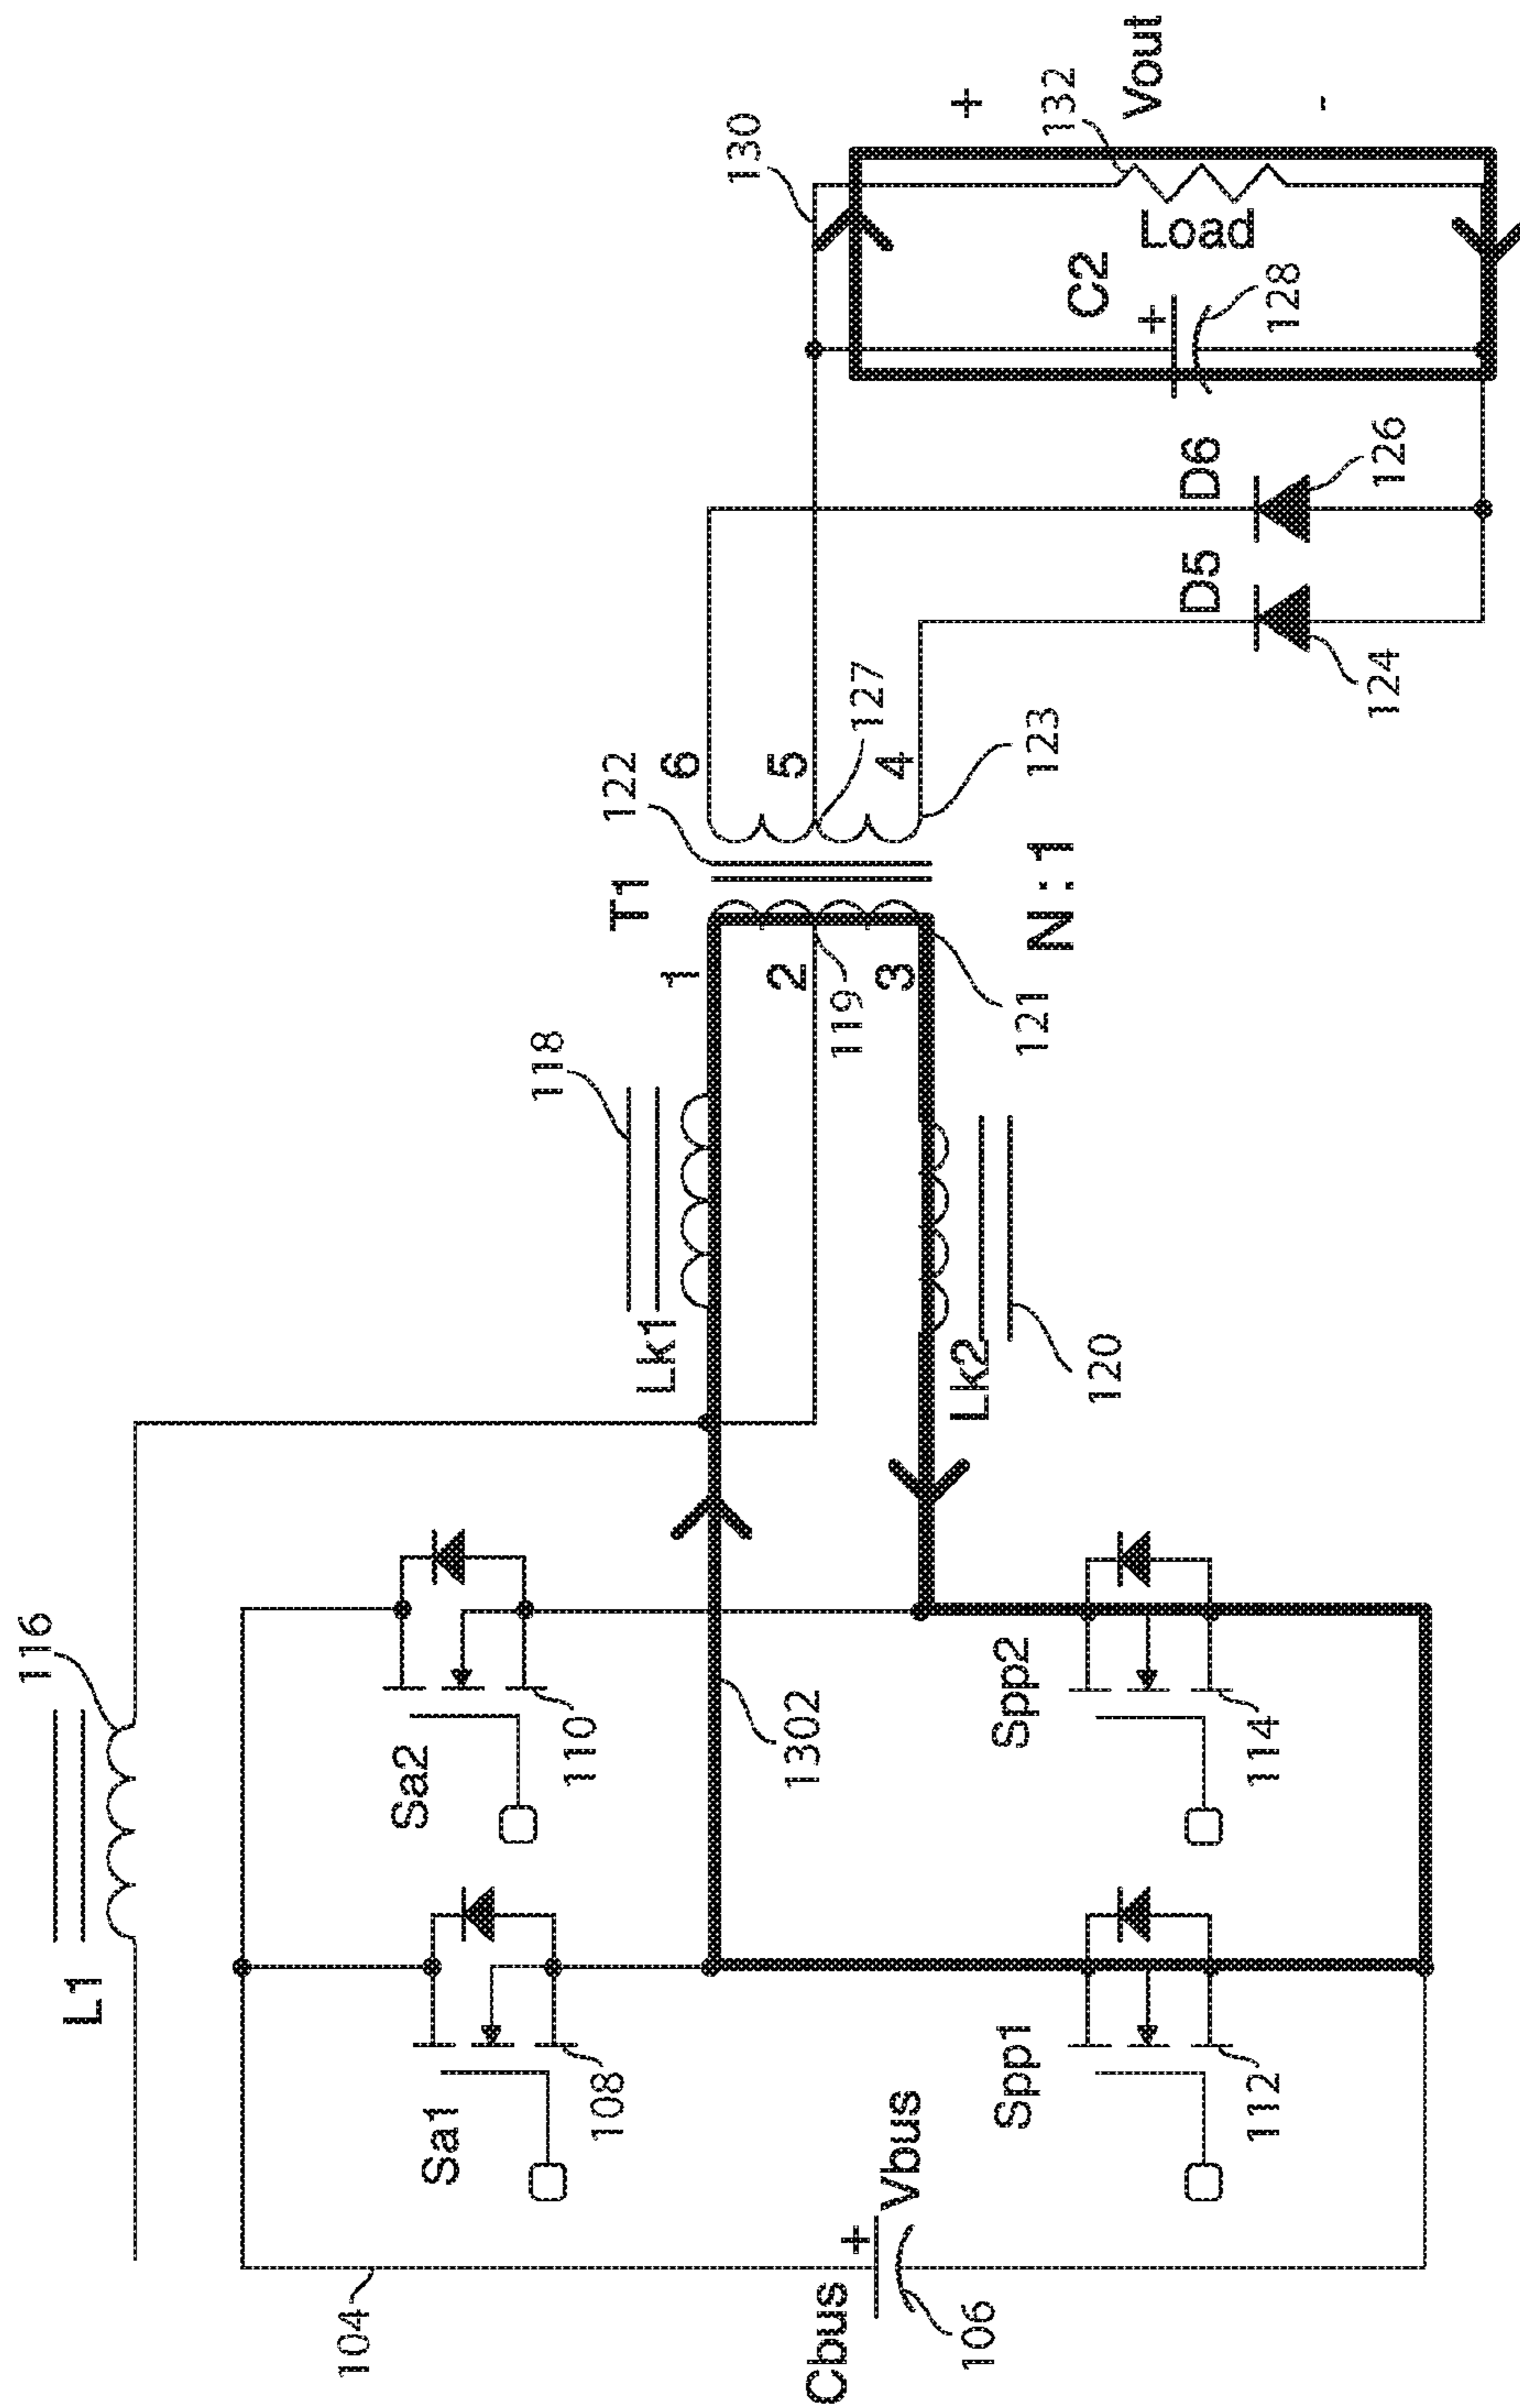 L1
116
Sa1
108
Sa2
110
104
Cbus
+
Vbus
106
Spp1
112
Spp2
114
1302
Lk1
118
Lk2
120
T1
122
1
2
3
119
121
N : 1
6
5
4
127
123
D5
124
D6
126
C2
+
128
130
Load
132
+
Vout
-